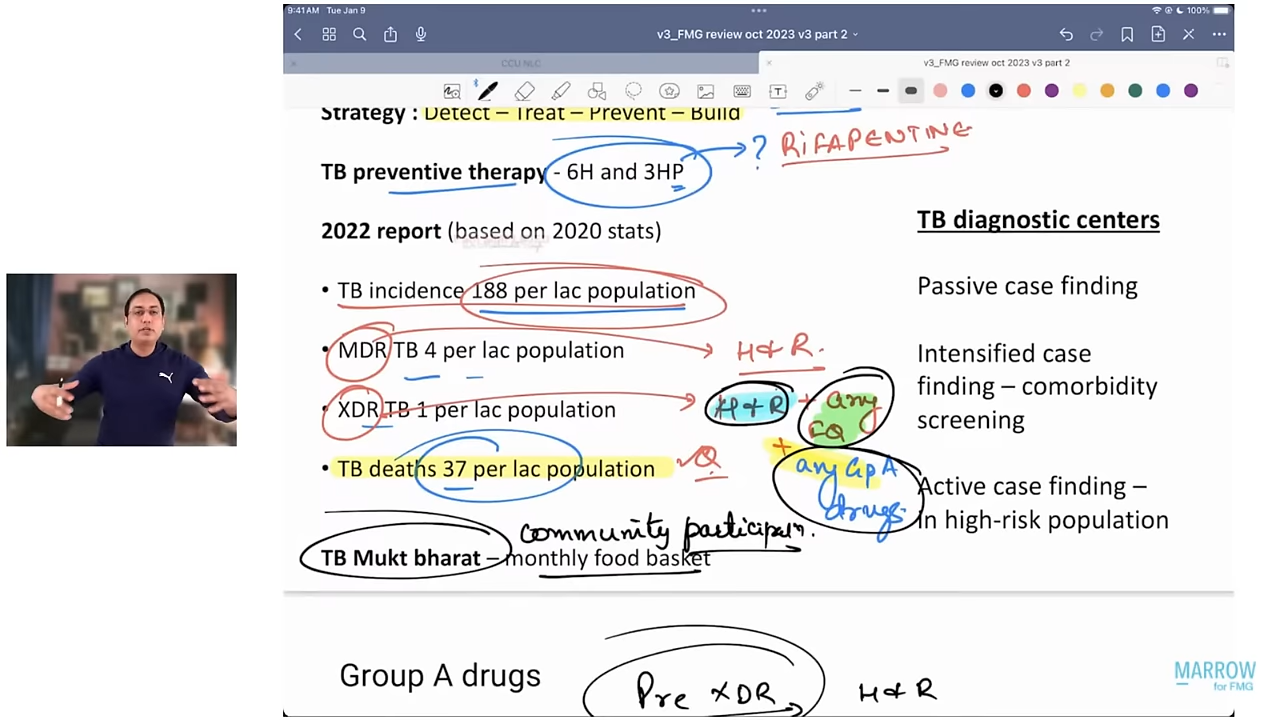 9:41 AM Tue Jan 9
100%
v3_FMG review oct 2023 v3 part 2
CCU NLC
v3_FMG review oct 2023 v3 part 2
Strategy : Detect – Treat – Prevent – Build
TB preventive therapy - 6H and 3HP
? RiFAPENTINE
2022 report (based on 2020 stats)
• TB incidence 188 per lac population
• MDR TB 4 per lac population
H & R.
• XDR TB 1 per lac population
H & R + any FQ
• TB deaths 37 per lac population
Q
+ any Gp A drugs
community participatn.
TB Mukt bharat – monthly food basket
TB diagnostic centers
Passive case finding
Intensified case
finding – comorbidity
screening
Active case finding –
in high-risk population
Group A drugs
Pre XDR
H & R
MARROW
for FMG